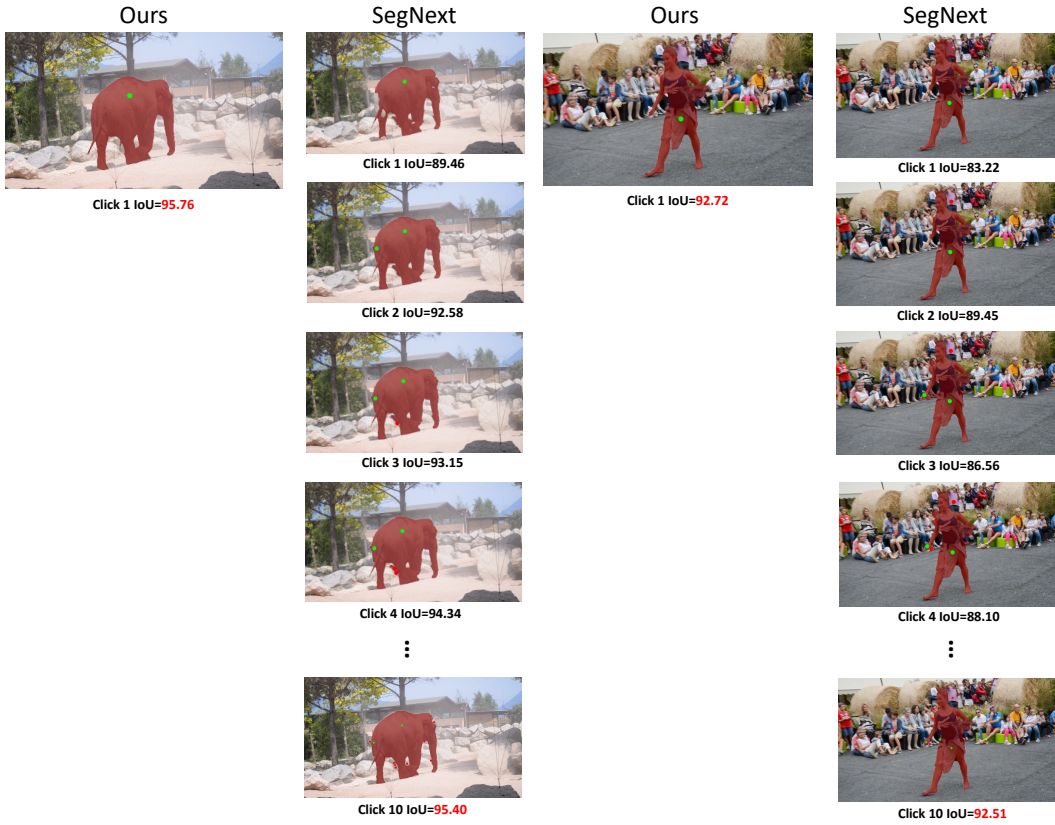 Ours
SegNext
Ours
SegNext
Click 1 IoU=95.76
Click 1 IoU=89.46
Click 2 IoU=92.58
Click 3 IoU=93.15
Click 4 IoU=94.34
⋮
Click 10 IoU=95.40
Click 1 IoU=92.72
Click 1 IoU=83.22
Click 2 IoU=89.45
Click 3 IoU=86.56
Click 4 IoU=88.10
⋮
Click 10 IoU=92.51